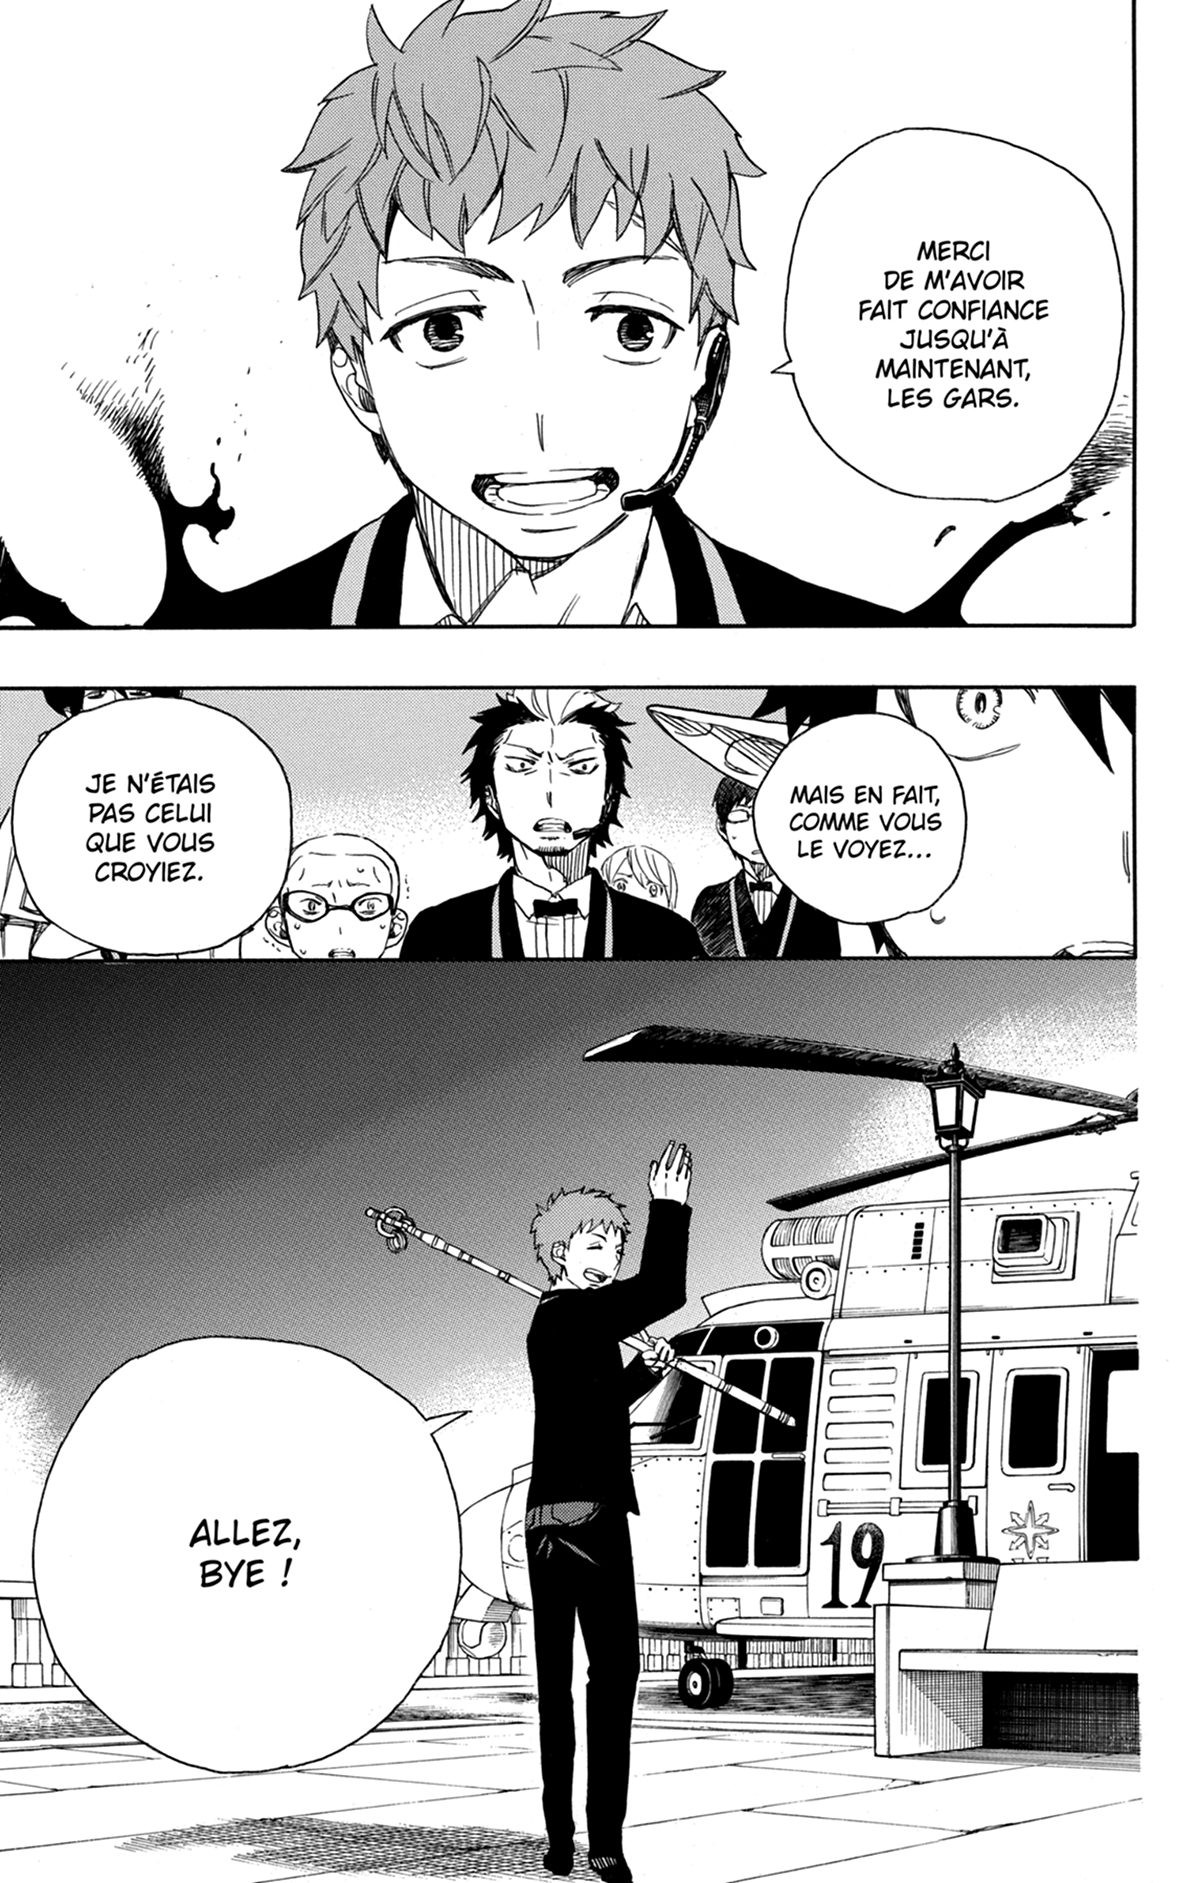 MERCI
DE M'AVOIR
FAIT CONFIANCE
JUSQU'À
MAINTENANT,
LES GARS.
MAIS EN FAIT,
COMME VOUS
LE VOYEZ...
JE N'ÉTAIS
PAS CELUI
QUE VOUS
CROYIEZ.
ALLEZ,
BYE !
19